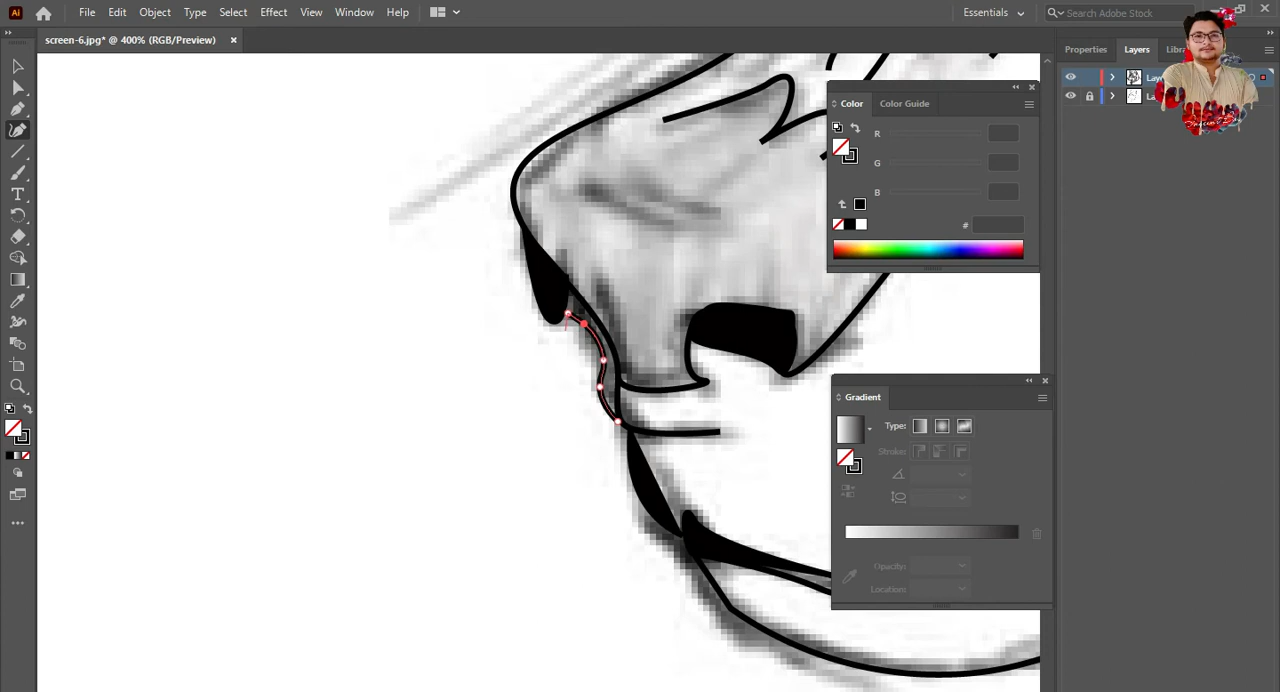 Ai
File Edit Object Type Select Effect View Window Help
Essentials
Search Adobe Stock
screen-6.jpg* @ 400% (RGB/Preview)
×
Properties Layers
Color Color Guide
R
G
B
#
Gradient
Type:
Stroke:
Opacity:
Location: